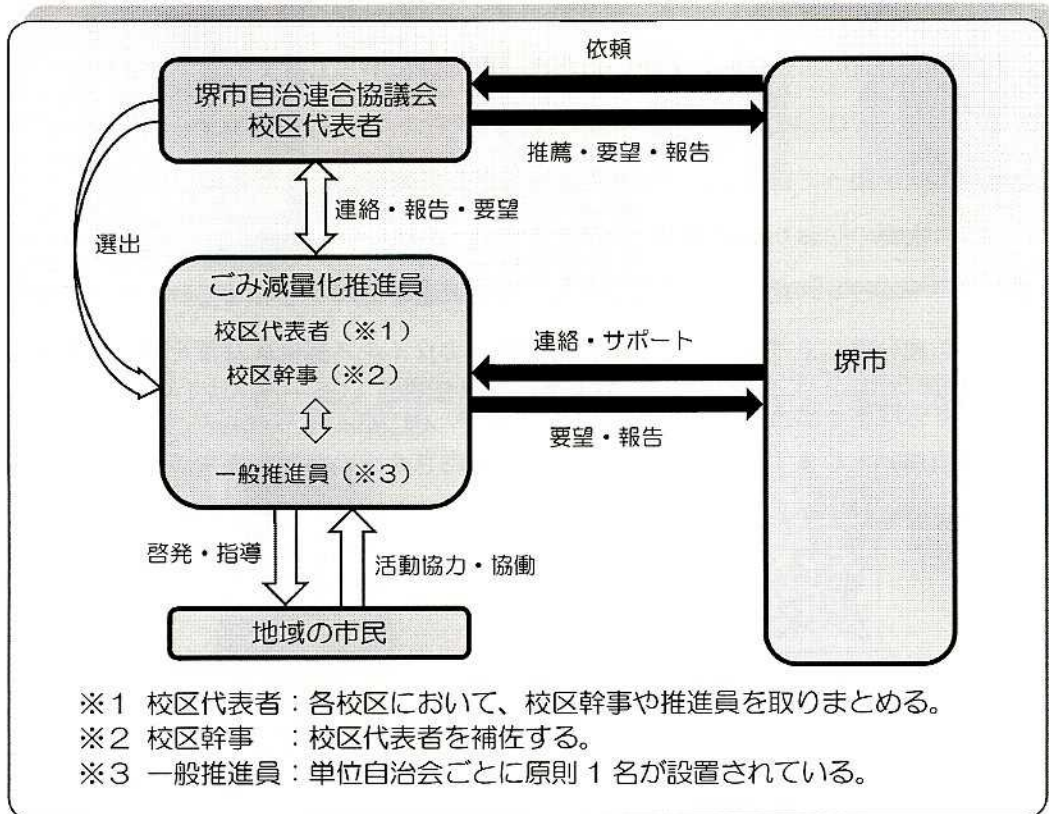 依頼
堺市自治連合協議会
校区代表者
推薦・要望・報告
連絡・報告・要望
選出
ごみ減量化推進員
校区代表者(※1)
校区幹事(※2)
一般推進員(※3)
連絡・サポート
要望・報告
堺市
啓発・指導
活動協力・協働
地域の市民
※1 校区代表者:各校区において、校区幹事や推進員を取りまとめる。
※2 校区幹事 :校区代表者を補佐する。
※3 一般推進員:単位自治会ごとに原則1名が設置されている。